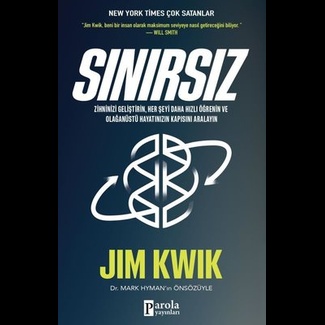 NEW YORK TİMES ÇOK SATANLAR
"Jim Kwik, beni bir insan olarak maksimum seviyeye nasıl getireceğini biliyor."
— WILL SMITH
SINIRSIZ
ZİHNİNİZİ GELİŞTİRİN, HER ŞEYİ DAHA HIZLI ÖĞRENİN VE
OLAĞANÜSTÜ HAYATINIZIN KAPISINI ARALAYIN
JIM KWIK
Dr. MARK HYMAN'ın ÖNSÖZÜYLE
Parola
yayınları